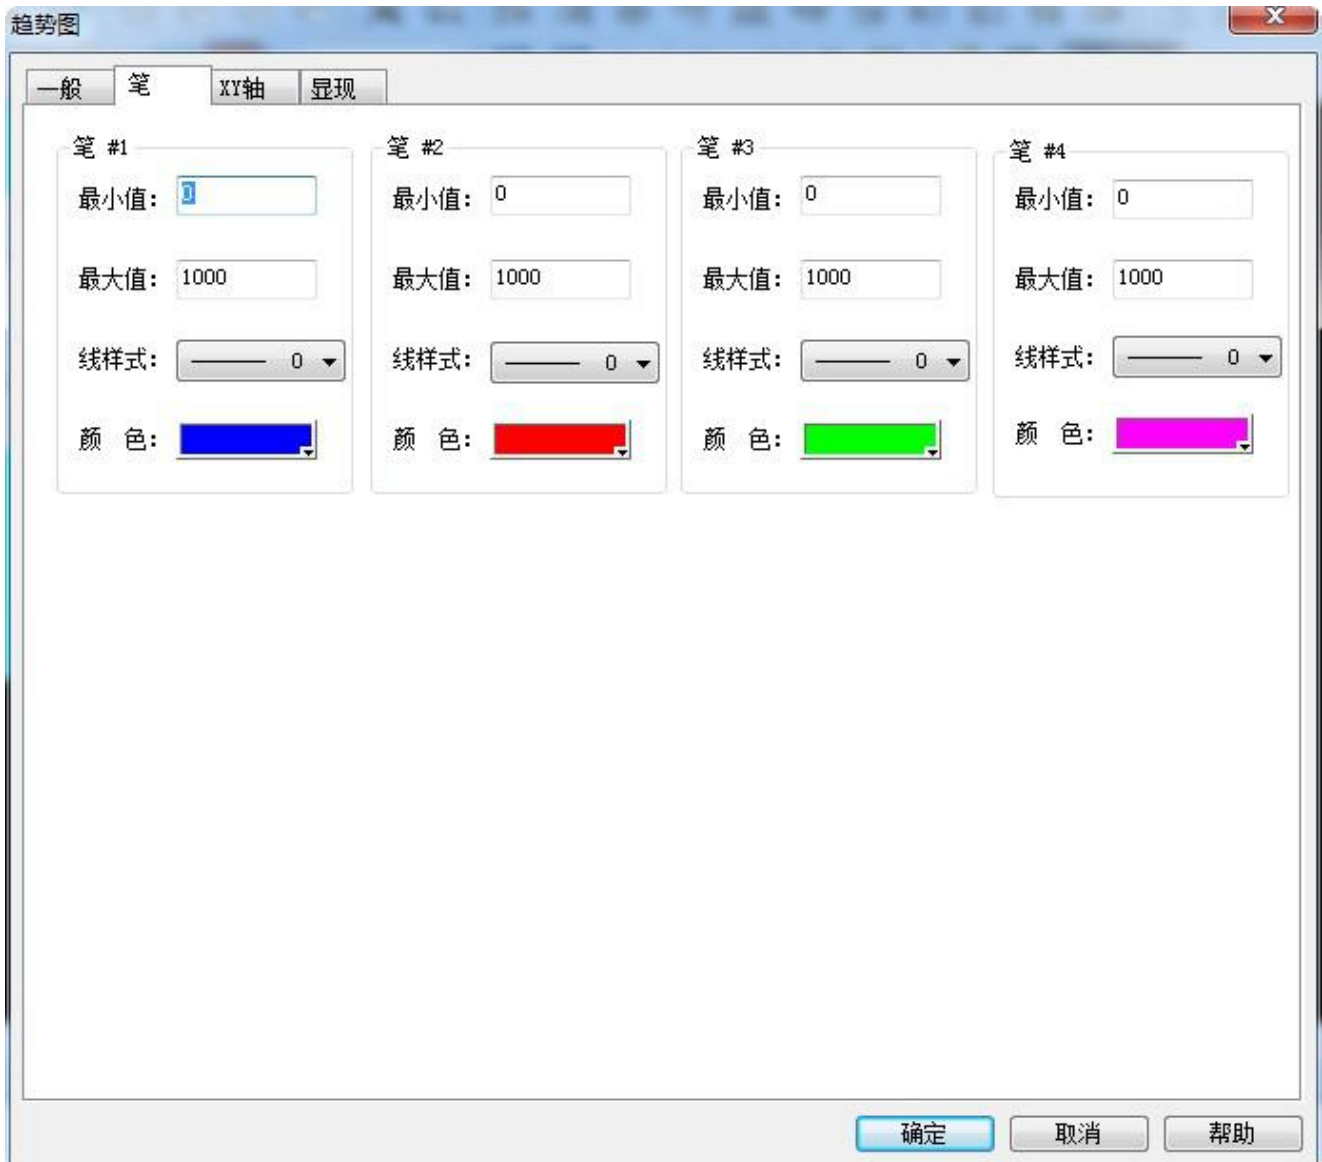 趋势图
一般 笔 XY轴 显现
笔 #1 笔 #2 笔 #3 笔 #4
最小值: 0 最小值: 0 最小值: 0 最小值: 0
最大值: 1000 最大值: 1000 最大值: 1000 最大值: 1000
线样式: 0 线样式: 0 线样式: 0 线样式: 0
颜 色: 颜 色: 颜 色: 颜 色:
确定 取消 帮助